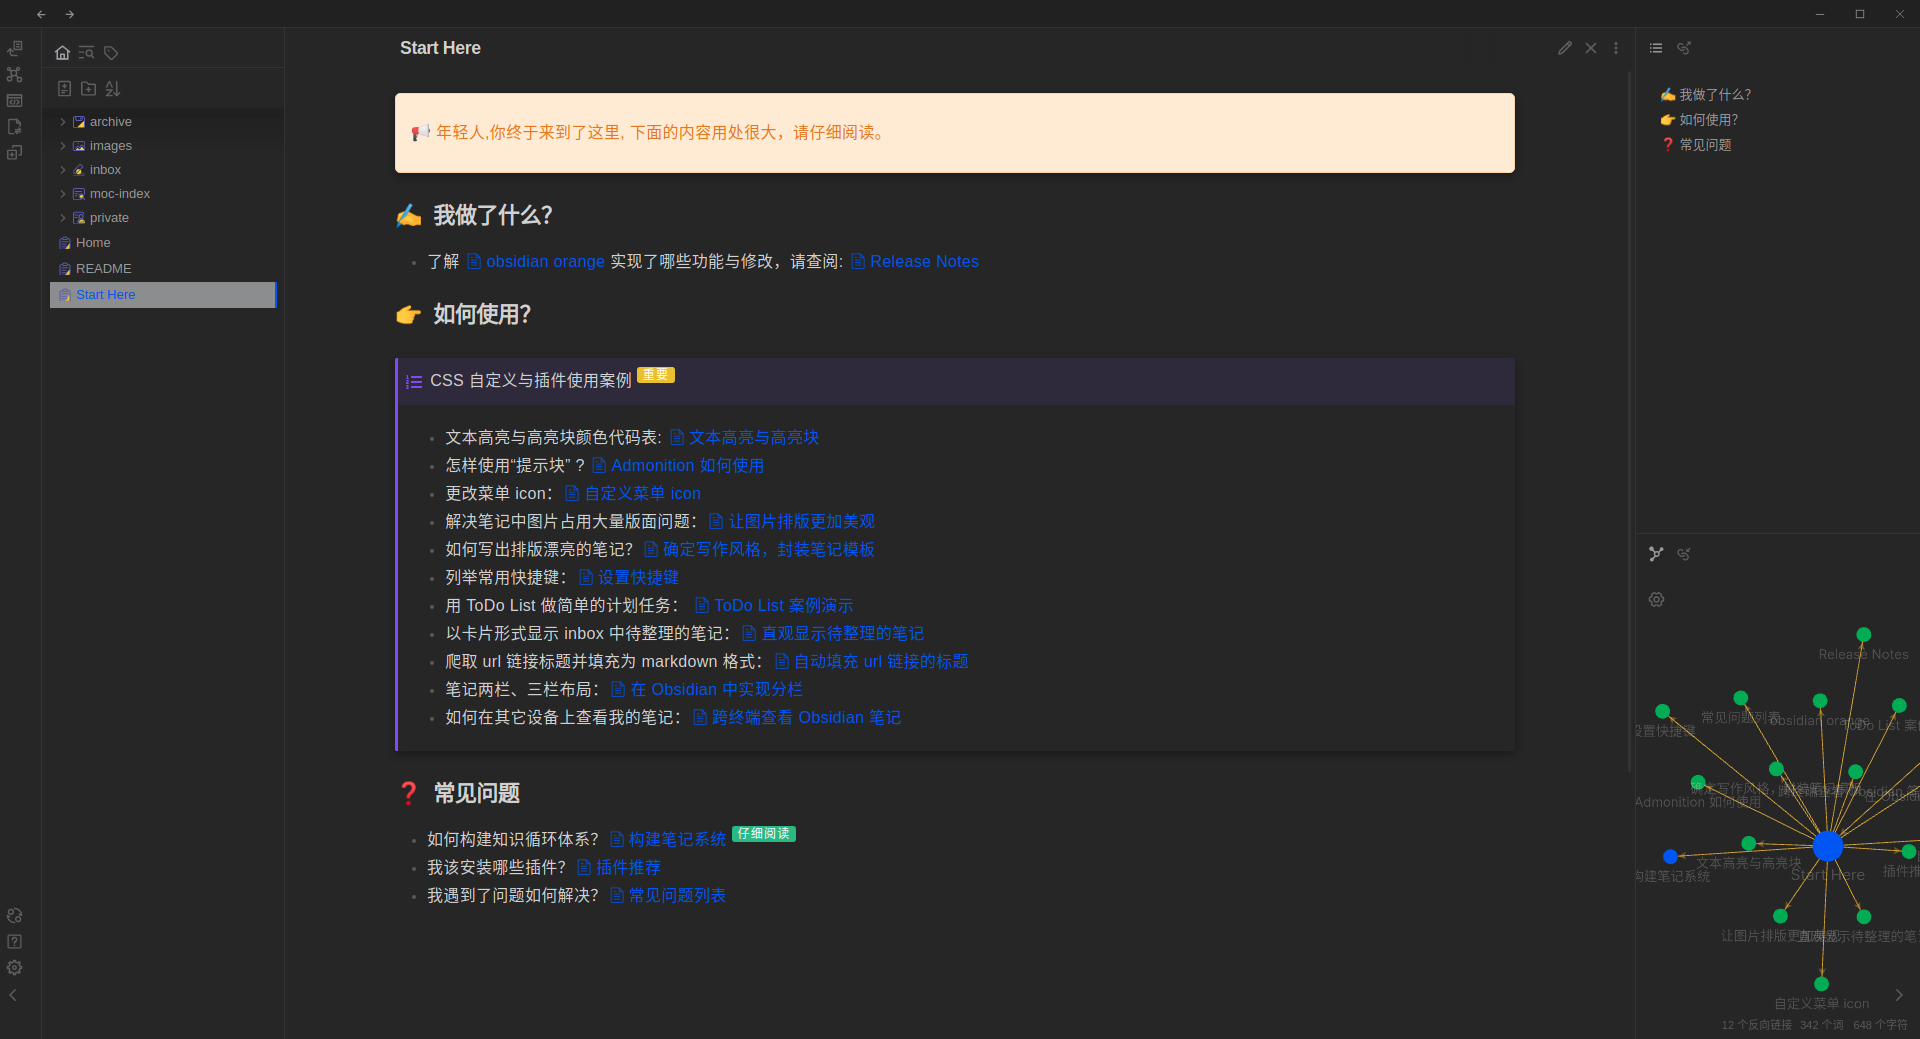 Start Here
archive
images
inbox
moc-index
private
Home
README
Start Here
📢 年轻人,你终于来到了这里, 下面的内容用处很大，请仔细阅读。
✍ 我做了什么？
了解 obsidian orange 实现了哪些功能与修改，请查阅: Release Notes
👉 如何使用？
CSS 自定义与插件使用案例 重要
文本高亮与高亮块颜色代码表: 文本高亮与高亮块
怎样使用“提示块” ? Admonition 如何使用
更改菜单 icon： 自定义菜单 icon
解决笔记中图片占用大量版面问题： 让图片排版更加美观
如何写出排版漂亮的笔记？ 确定写作风格，封装笔记模板
列举常用快捷键： 设置快捷键
用 ToDo List 做简单的计划任务： ToDo List 案例演示
以卡片形式显示 inbox 中待整理的笔记： 直观显示待整理的笔记
爬取 url 链接标题并填充为 markdown 格式： 自动填充 url 链接的标题
笔记两栏、三栏布局： 在 Obsidian 中实现分栏
如何在其它设备上查看我的笔记： 跨终端查看 Obsidian 笔记
❓ 常见问题
如何构建知识循环体系？ 构建笔记系统 仔细阅读
我该安装哪些插件？ 插件推荐
我遇到了问题如何解决？ 常见问题列表
✍ 我做了什么？
👉 如何使用？
❓ 常见问题
Release Notes
常见问题列表
obsidian orange
ToDo List 案
设置快捷键
确定写作风格，
Admonition 如何使用
文本高亮与高亮块
Start Here
插件推
构建笔记系统
让图片排版更
示待整理的笔
自定义菜单 icon
12 个反向链接 342 个词 648 个字符